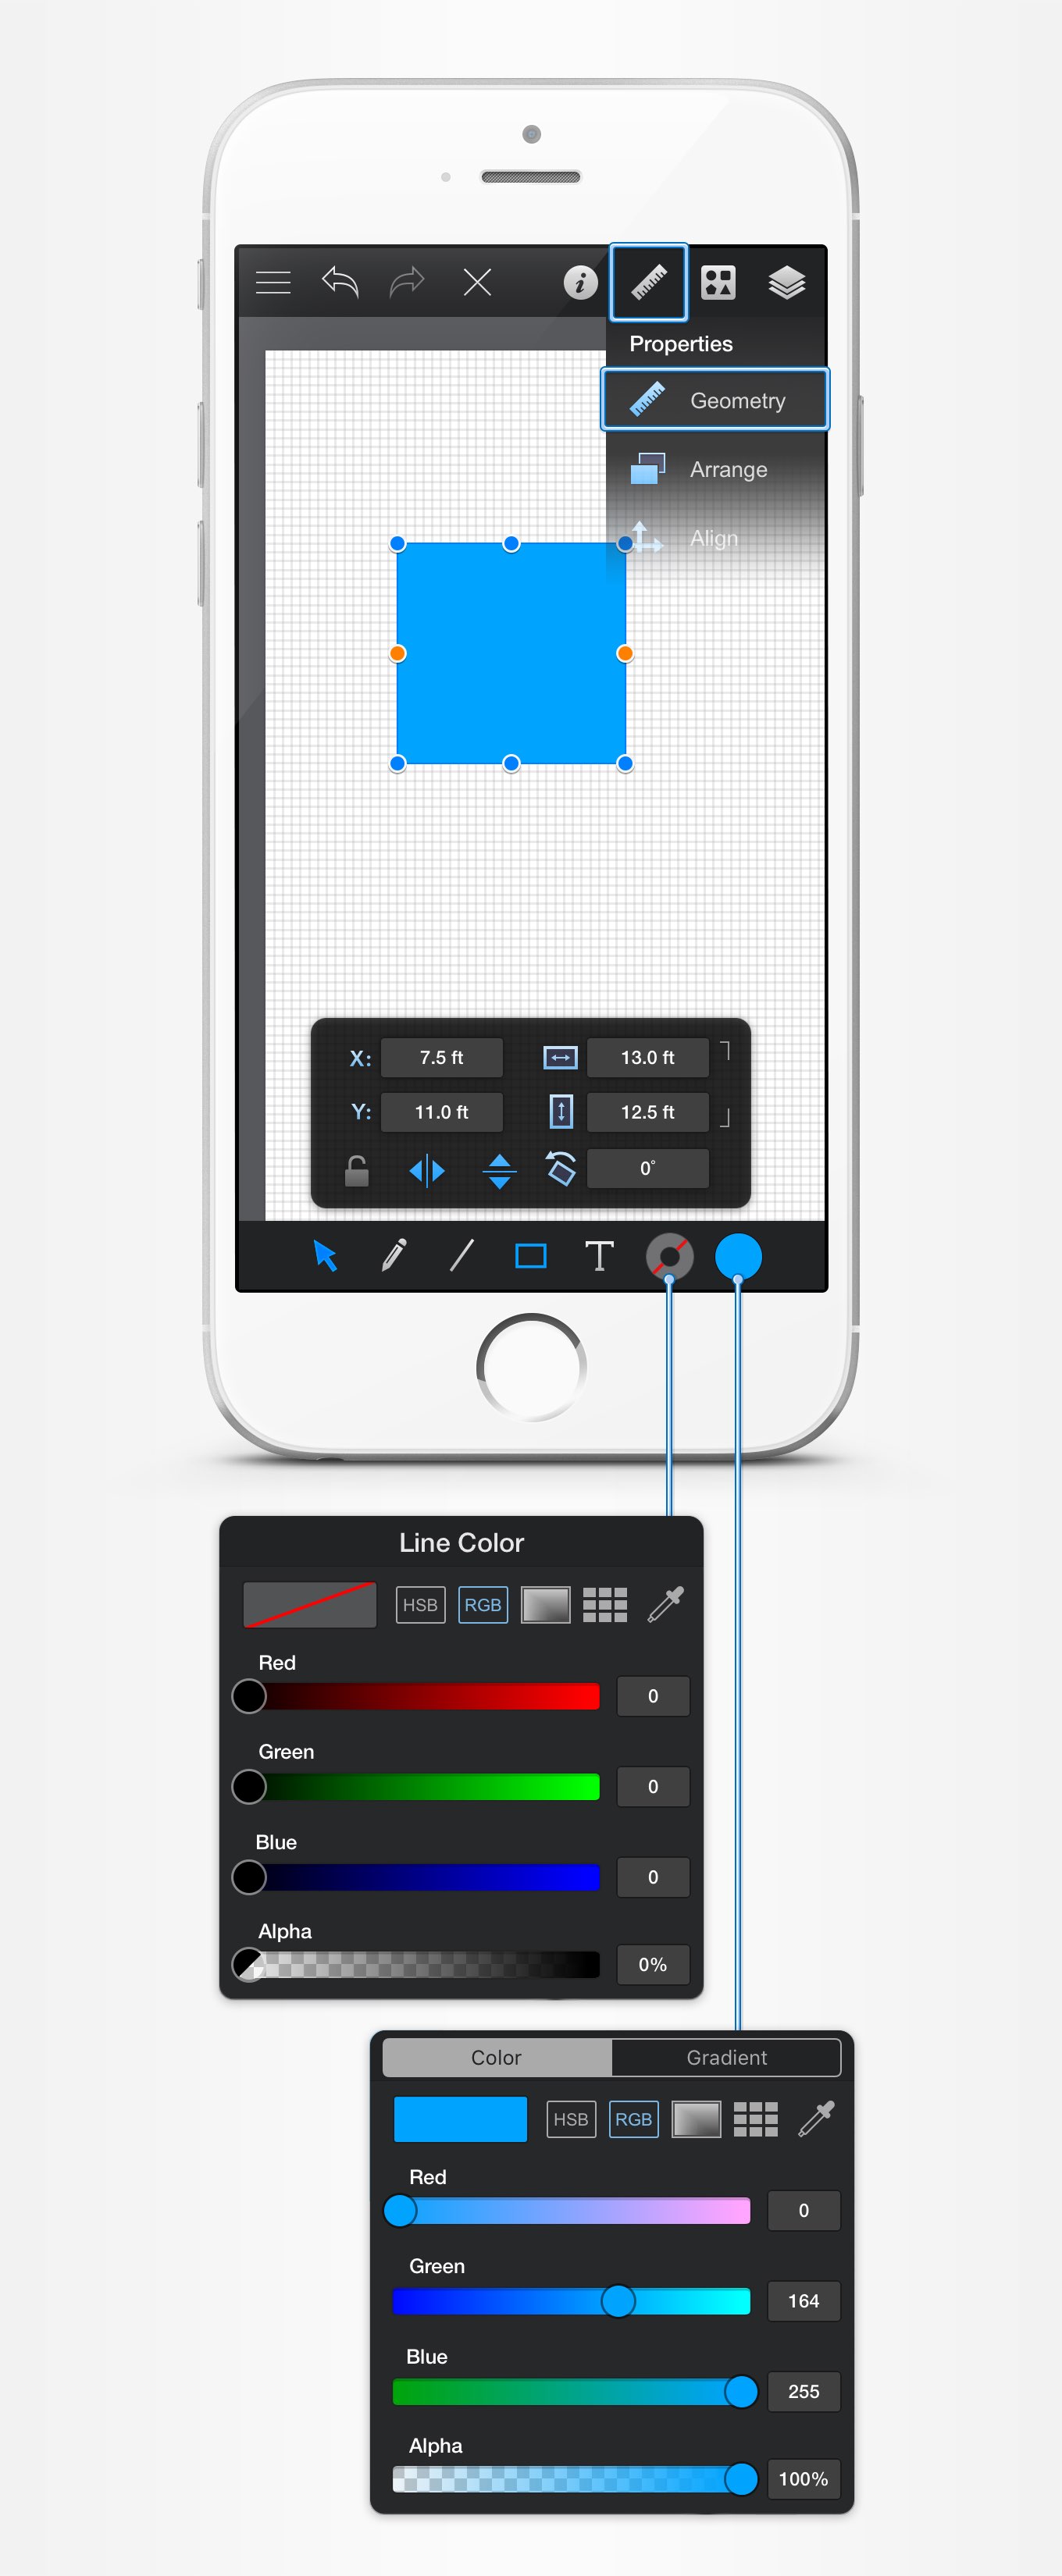 i
Properties
Geometry
Arrange
Align
X: 7.5 ft 13.0 ft
Y: 11.0 ft 12.5 ft
0°
T
Line Color
HSB RGB
Red
0
Green
0
Blue
0
Alpha
0%
Color Gradient
HSB RGB
Red
0
Green
164
Blue
255
Alpha
100%